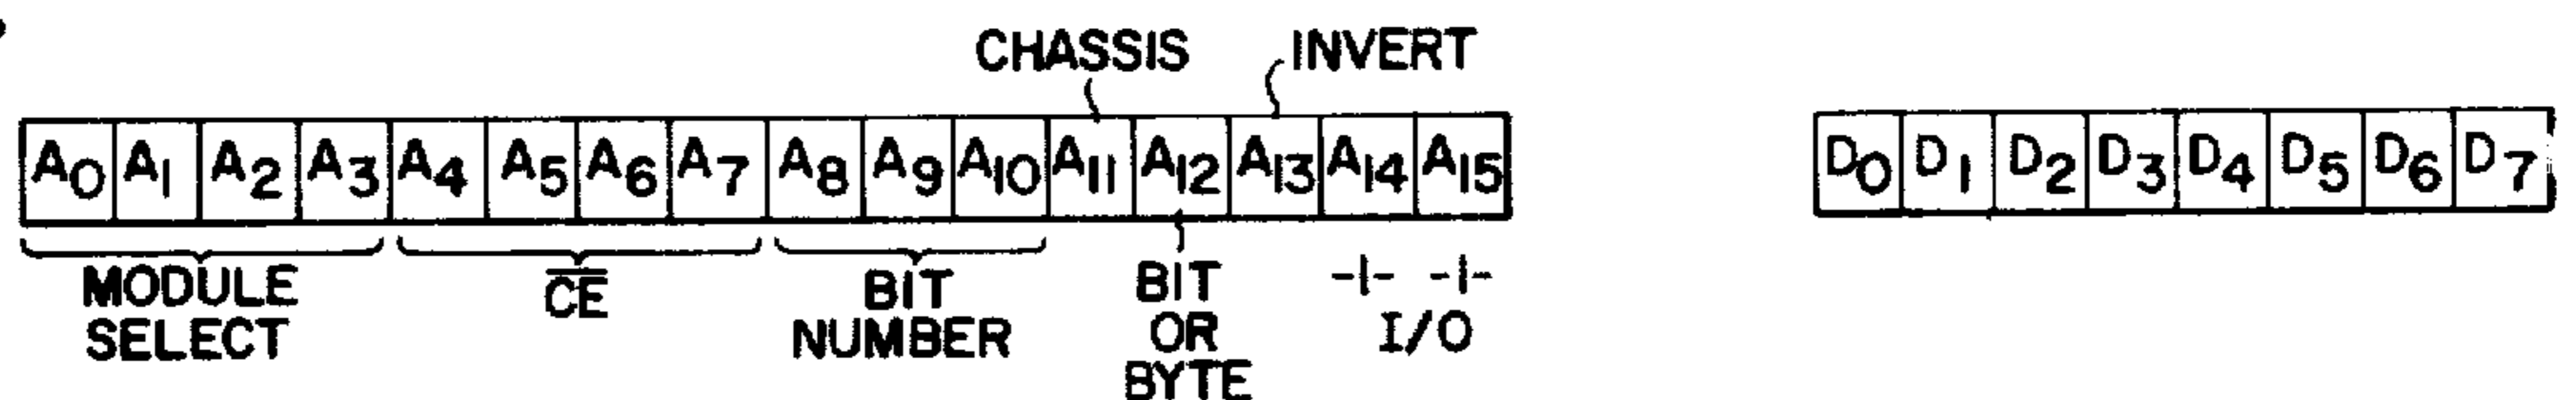 CHASSIS INVERT
A0 A1 A2 A3 A4 A5 A6 A7 A8 A9 A10 A11 A12 A13 A14 A15 D0 D1 D2 D3 D4 D5 D6 D7
MODULE
SELECT
C̅E̅
BIT
NUMBER
BIT
OR
BYTE
-|- -|-
I/O